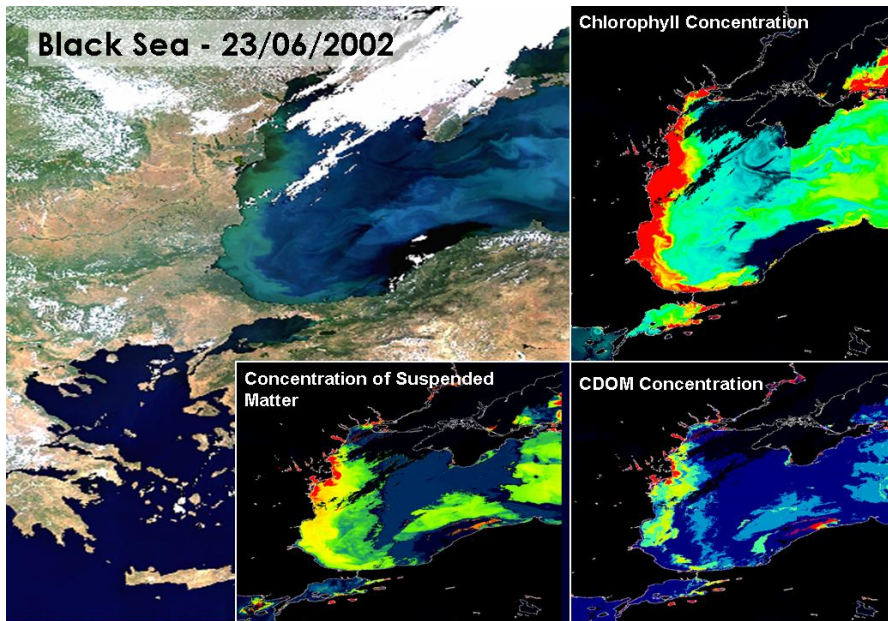 Black Sea - 23/06/2002
Chlorophyll Concentration
Concentration of Suspended
Matter
CDOM Concentration